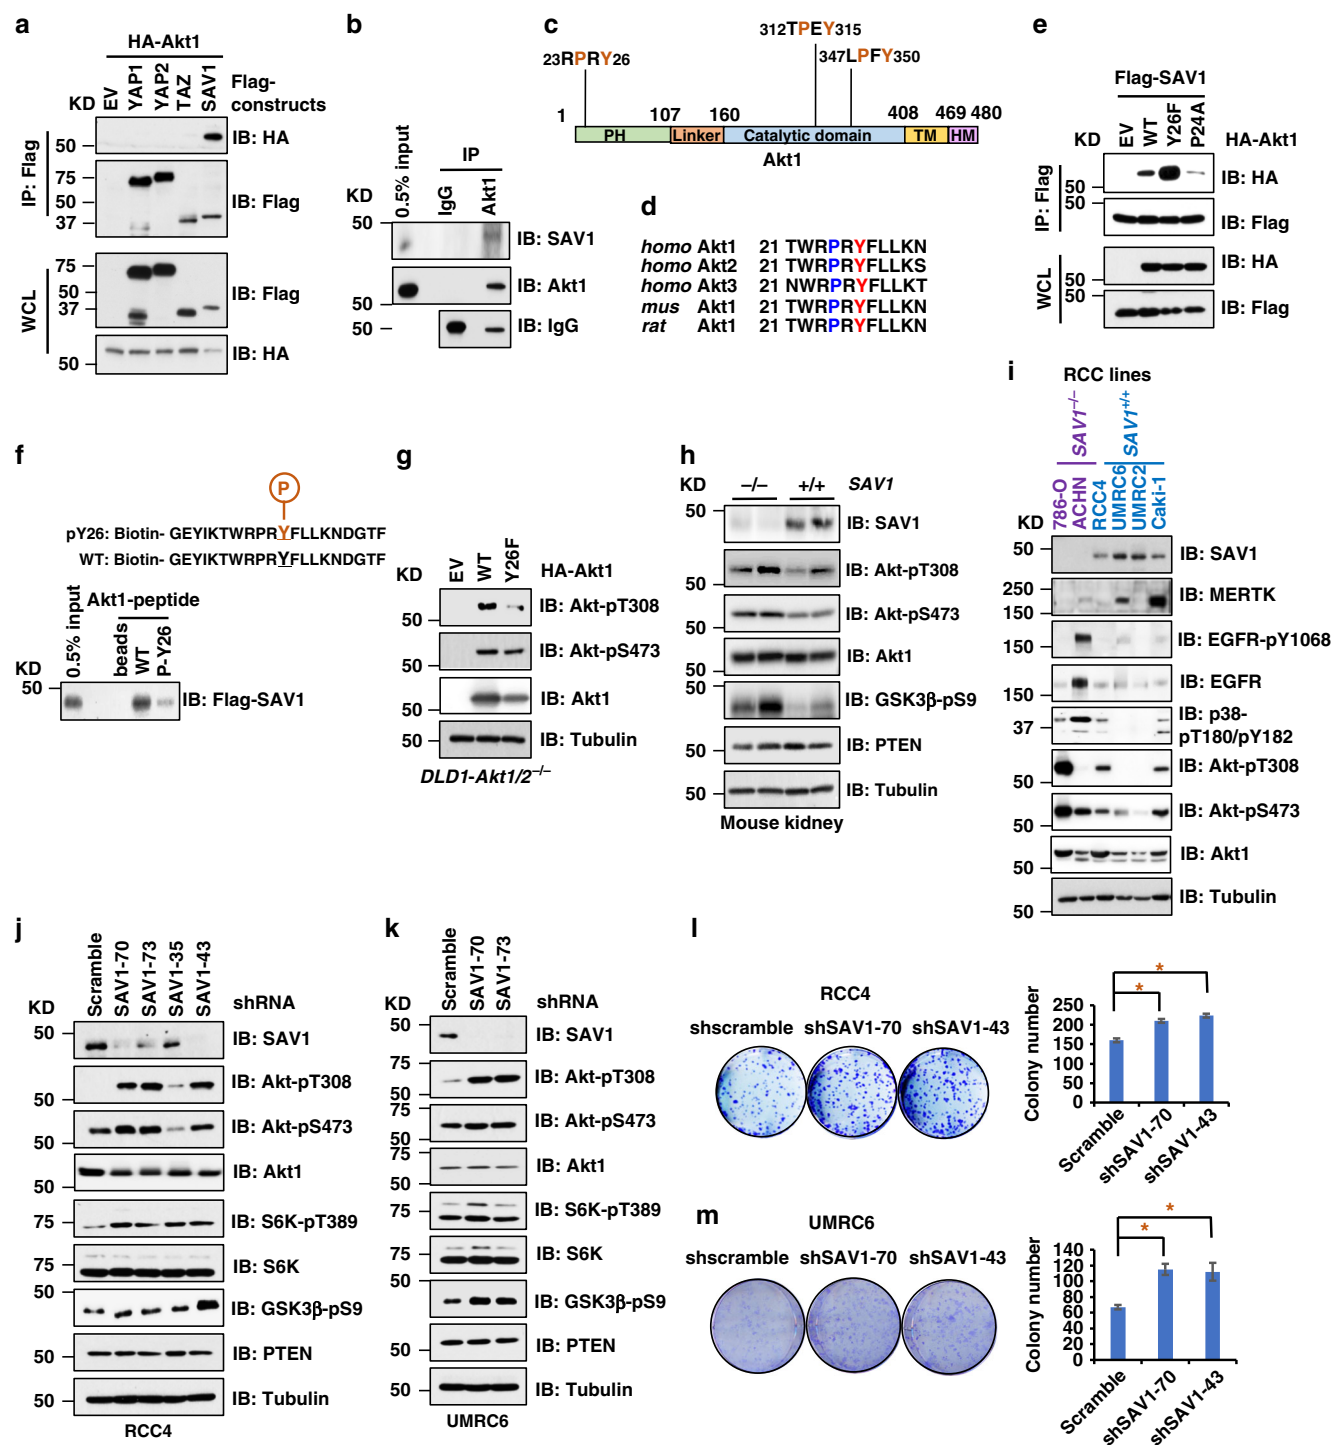 a
HA-Akt1
KD EV YAP1 YAP2 TAZ SAV1 Flag-constructs
IP: Flag
50 IB: HA
75
50
37 IB: Flag
WCL
75
50
37 IB: Flag
50 IB: HA
b
0.5% input IP
KD IgG Akt1
50 IB: SAV1
50 IB: Akt1
50 IB: IgG
c
312TPEY315
23RPRY26 347LPFY350
1 107 160 408 469 480
PH Linker Catalytic domain TM HM
Akt1
d
homo Akt1 21 TWRPRYFLLKN
homo Akt2 21 TWRPRYFLLKS
homo Akt3 21 NWRPRYFLLKT
mus Akt1 21 TWRPRYFLLKN
rat Akt1 21 TWRPRYFLLKN
e
Flag-SAV1
KD EV WT Y26F P24A HA-Akt1
IP: Flag
50 IB: HA
50 IB: Flag
WCL
50 IB: HA
50 IB: Flag
f
P
pY26: Biotin- GEYIKTWRPRYFLLKNDGTF
WT: Biotin- GEYIKTWRPRYFLLKNDGTF
Akt1-peptide
KD 0.5% input beads WT P-Y26
50 IB: Flag-SAV1
g
KD EV WT Y26F HA-Akt1
50 IB: Akt-pT308
50 IB: Akt-pS473
50 IB: Akt1
50 IB: Tubulin
DLD1-Akt1/2–/–
h
KD –/– +/+ SAV1
50 IB: SAV1
50 IB: Akt-pT308
50 IB: Akt-pS473
50 IB: Akt1
50 IB: GSK3β-pS9
50 IB: PTEN
50 IB: Tubulin
Mouse kidney
i
RCC lines
SAV1–/– SAV1+/+
KD 786-O ACHN RCC4 UMRC6 UMRC2 Caki-1
50 IB: SAV1
250
150 IB: MERTK
150 IB: EGFR-pY1068
150 IB: EGFR
37 IB: p38-
pT180/pY182
50 IB: Akt-pT308
50 IB: Akt-pS473
50 IB: Akt1
50 IB: Tubulin
j
KD Scramble SAV1-70 SAV1-73 SAV1-35 SAV1-43 shRNA
50 IB: SAV1
50 IB: Akt-pT308
50 IB: Akt-pS473
50 IB: Akt1
75 IB: S6K-pT389
75 IB: S6K
50 IB: GSK3β-pS9
50 IB: PTEN
50 IB: Tubulin
RCC4
k
KD Scramble SAV1-70 SAV1-73 shRNA
50 IB: SAV1
75
50 IB: Akt-pT308
75
50 IB: Akt-pS473
75
50 IB: Akt1
75 IB: S6K-pT389
75 IB: S6K
50 IB: GSK3β-pS9
50 IB: PTEN
50 IB: Tubulin
UMRC6
l
RCC4
shscramble shSAV1-70 shSAV1-43
* *
Colony number
250
200
150
100
50
0
Scramble shSAV1-70 shSAV1-43
m
UMRC6
shscramble shSAV1-70 shSAV1-43
* *
Colony number
140
120
100
80
60
40
20
0
Scramble shSAV1-70 shSAV1-43